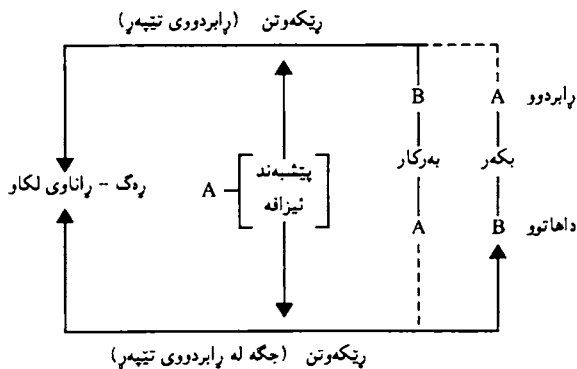 ڕێکەوتن (ڕابردووی تێپەڕ)
B A ڕابردوو
بەرکار بکەر
A [ پێشبەند
ئیزافە ]
ڕەگ - ڕاناوی لکاو
A B داهاتوو
ڕێکەوتن (جگە لە ڕابردووی تێپەڕ)